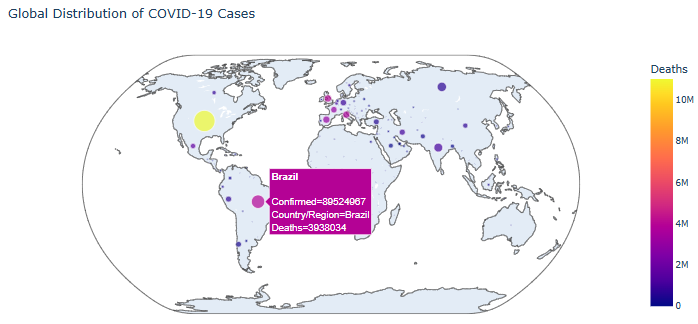 Global Distribution of COVID-19 Cases
Deaths
10M
8M
6M
4M
2M
0
Brazil
Confirmed=89524967
Country/Region=Brazil
Deaths=3938034